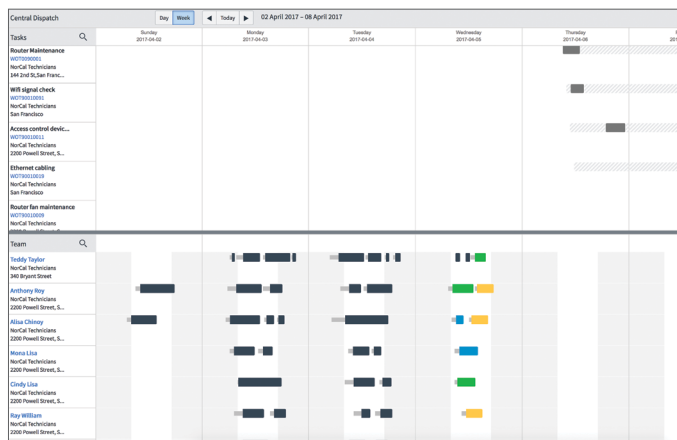 Central Dispatch
Day Week Today 02 April 2017 – 08 April 2017
Tasks
Sunday
2017-04-02
Monday
2017-04-03
Tuesday
2017-04-04
Wednesday
2017-04-05
Thursday
2017-04-06
Router Maintenance
WOT0090001
NorCal Technicians
144 2nd St,San Franc...
Wifi signal check
WOT90010031
NorCal Technicians
San Francisco
Access control devic...
WOT90010011
NorCal Technicians
2200 Powell Street, S...
Ethernet cabling
WOT90010019
NorCal Technicians
San Francisco
Router fan maintenance
WOT90010009
NorCal Technicians
2200 Powell Street, S...
Team
Teddy Taylor
NorCal Technicians
340 Bryant Street
Anthony Roy
NorCal Technicians
2200 Powell Street, S...
Alisa Chinoy
NorCal Technicians
2200 Powell Street, S...
Mona Lisa
NorCal Technicians
2200 Powell Street, S...
Cindy Lisa
NorCal Technicians
2200 Powell Street, S...
Ray William
NorCal Technicians
2200 Powell Street, S...